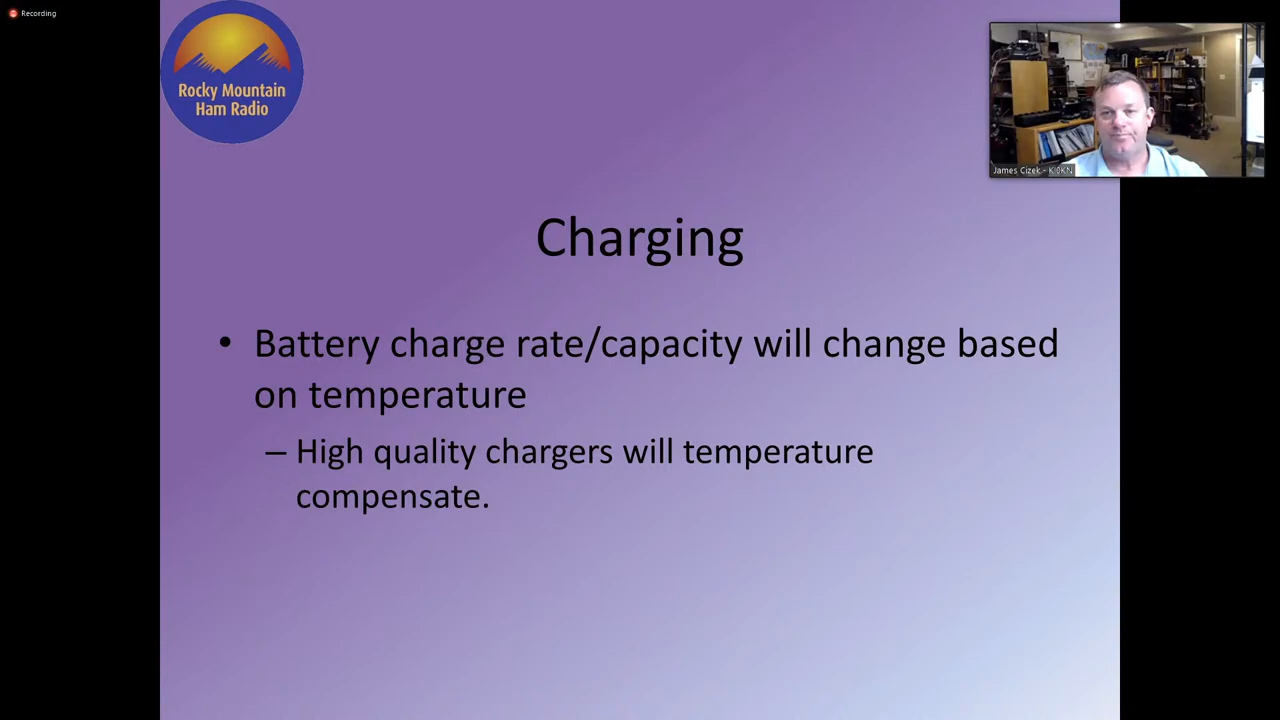 Recording
Rocky Mountain
Ham Radio
James Cizek - KI0KN
Charging
• Battery charge rate/capacity will change based
on temperature
– High quality chargers will temperature
compensate.